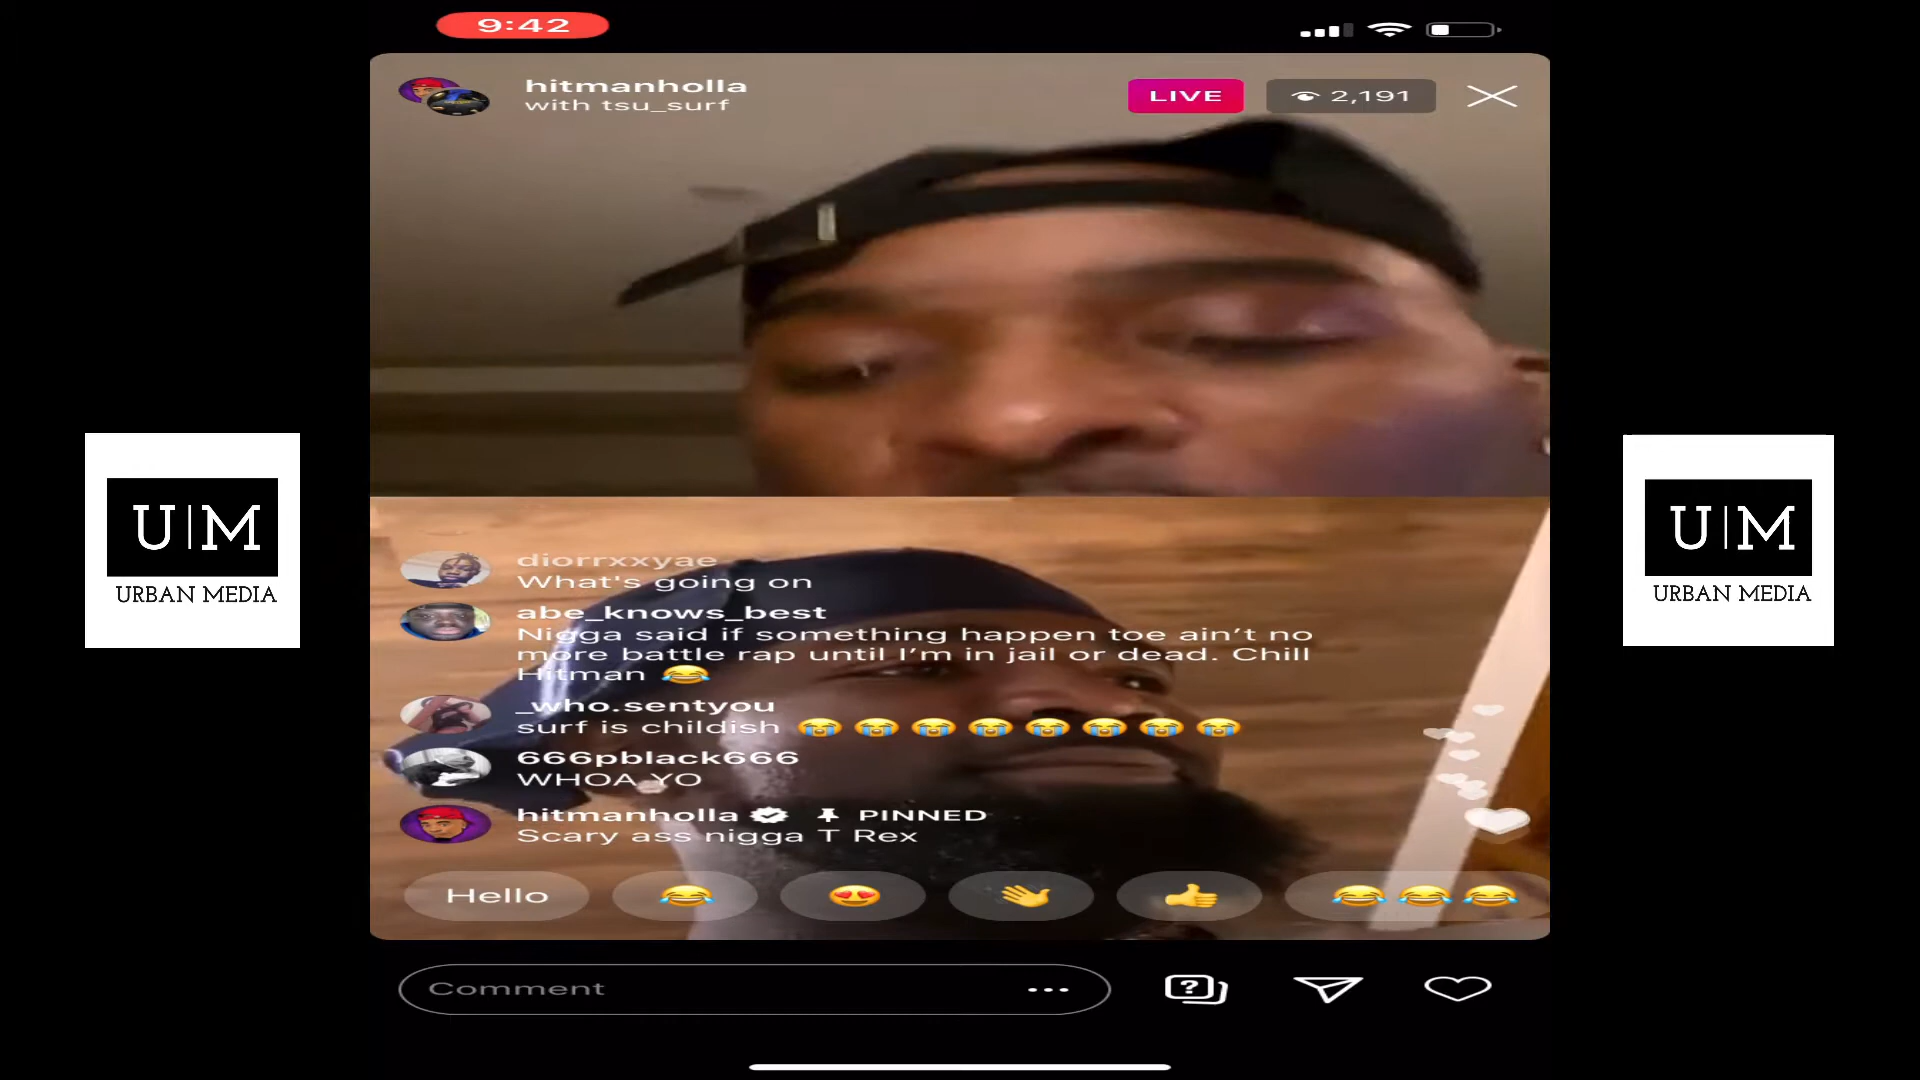 9:42
hitmanholla
with tsu_surf
LIVE
2,191
diorrxxyae
What's going on
abe_knows_best
Nigga said if something happen toe ain't no
more battle rap until I'm in jail or dead. Chill
Hitman 😂
_who.sentyou
surf is childish 😭 😭 😭 😭 😭 😭 😭 😭
666pblack666
WHOA YO
hitmanholla PINNED
Scary ass nigga T Rex
Hello 😂 😍 👋 👍 😂 😂 😂
Comment
U|M
URBAN MEDIA
U|M
URBAN MEDIA